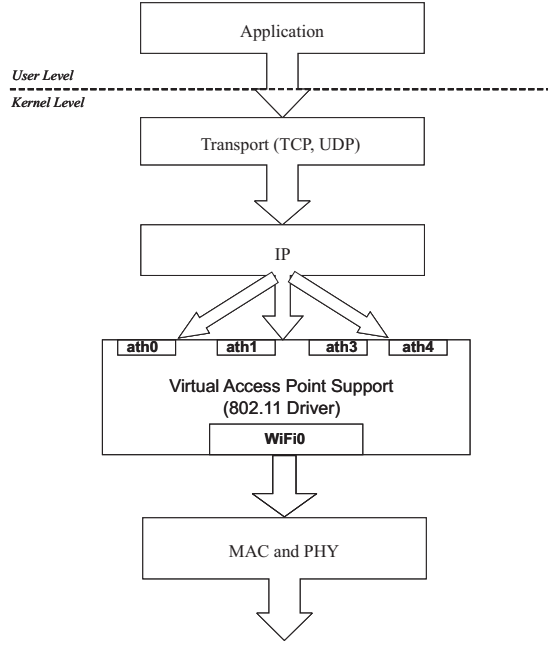 Application
User Level
Kernel Level
Transport (TCP, UDP)
IP
ath0 ath1 ath3 ath4
Virtual Access Point Support
(802.11 Driver)
WiFi0
MAC and PHY